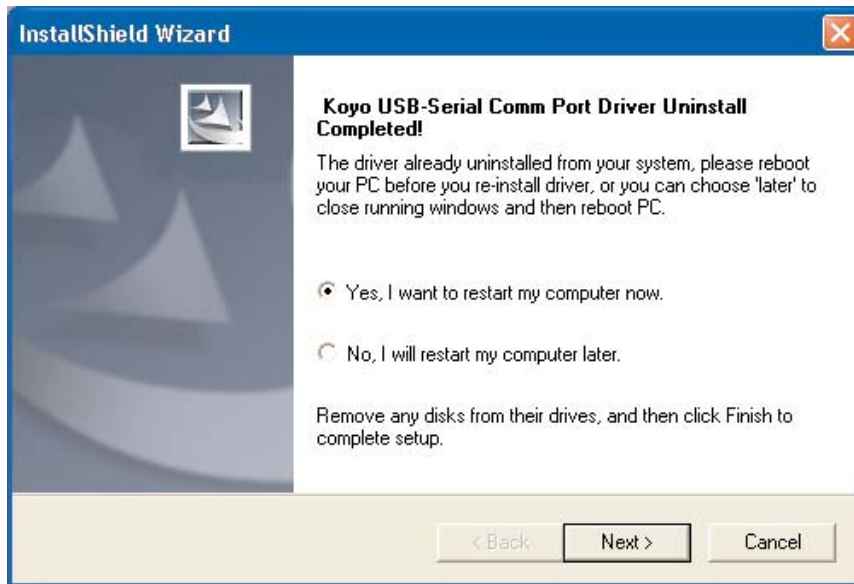 InstallShield Wizard
Koyo USB-Serial Comm Port Driver Uninstall
Completed!
The driver already uninstalled from your system, please reboot
your PC before you re-install driver, or you can choose 'later' to
close running windows and then reboot PC.
Yes, I want to restart my computer now.
No, I will restart my computer later.
Remove any disks from their drives, and then click Finish to
complete setup.
< Back
Next >
Cancel